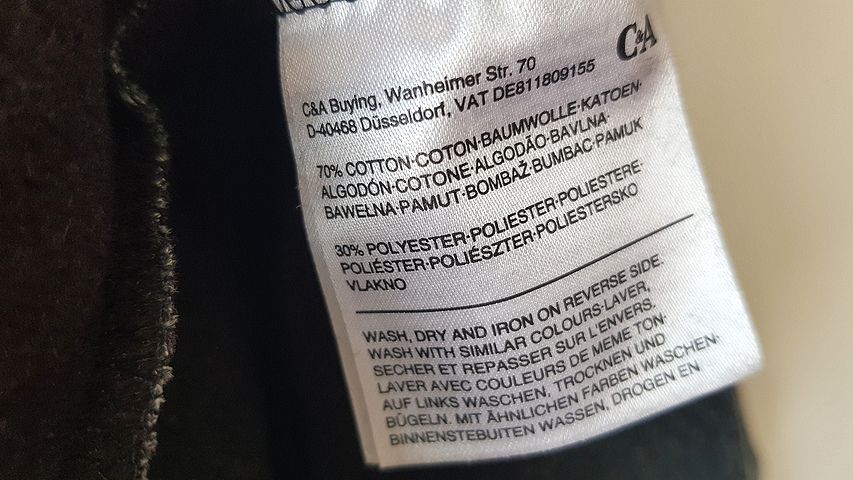 C&A
C&A Buying, Wanheimer Str. 70
D-40468 Düsseldorf, VAT DE811809155
70% COTTON·COTON·BAUMWOLLE·KATOEN·
ALGODÓN·COTONE·ALGODÃO·BAVLNA·
BAWEŁNA·PAMUT·BOMBAŽ·BUMBAC·PAMUK
30% POLYESTER·POLIESTER·POLIESTERE·
POLIÉSTER·POLIÉSZTER·POLIESTERSKO
VLAKNO
WASH, DRY AND IRON ON REVERSE SIDE.
WASH WITH SIMILAR COLOURS·LAVER,
SECHER ET REPASSER SUR L'ENVERS.
LAVER AVEC COULEURS DE MEME TON·
AUF LINKS WASCHEN, TROCKNEN UND
BÜGELN. MIT ÄHNLICHEN FARBEN WASCHEN·
BINNENSTEBUITEN WASSEN, DROGEN EN